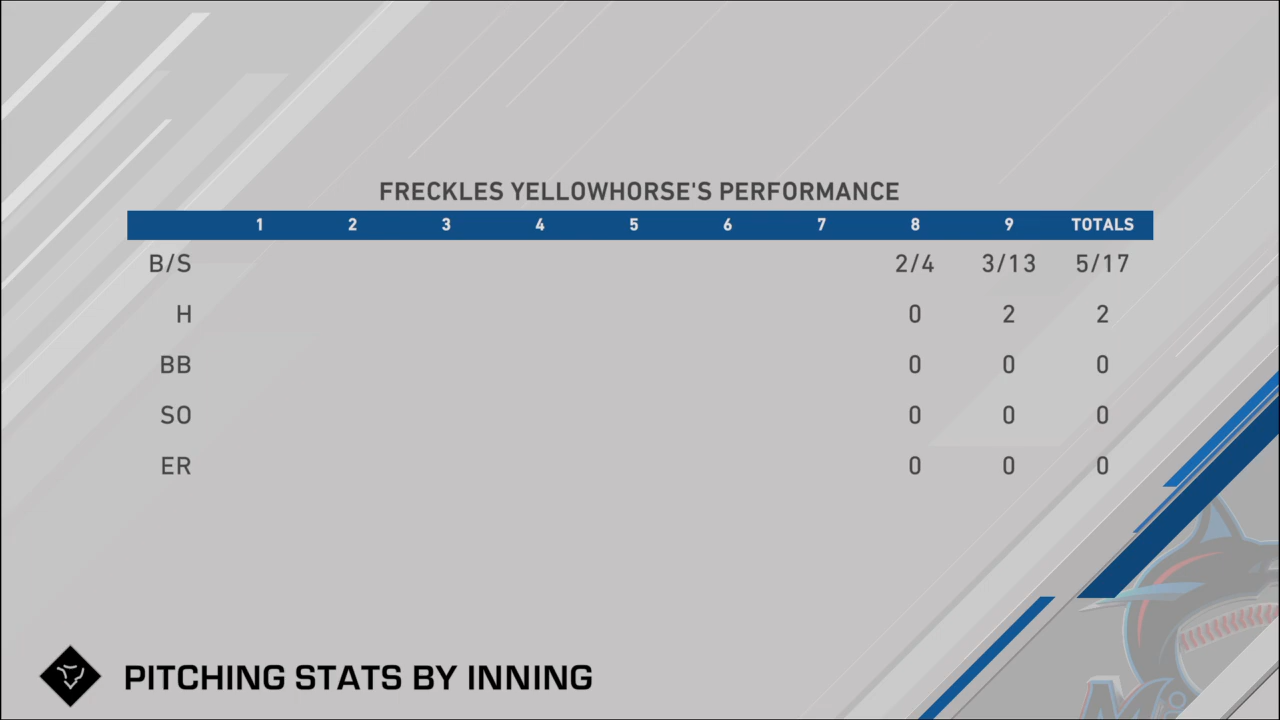 FRECKLES YELLOWHORSE'S PERFORMANCE
1 2 3 4 5 6 7 8 9 TOTALS
B/S 2/4 3/13 5/17
H 0 2 2
BB 0 0 0
SO 0 0 0
ER 0 0 0
PITCHING STATS BY INNING